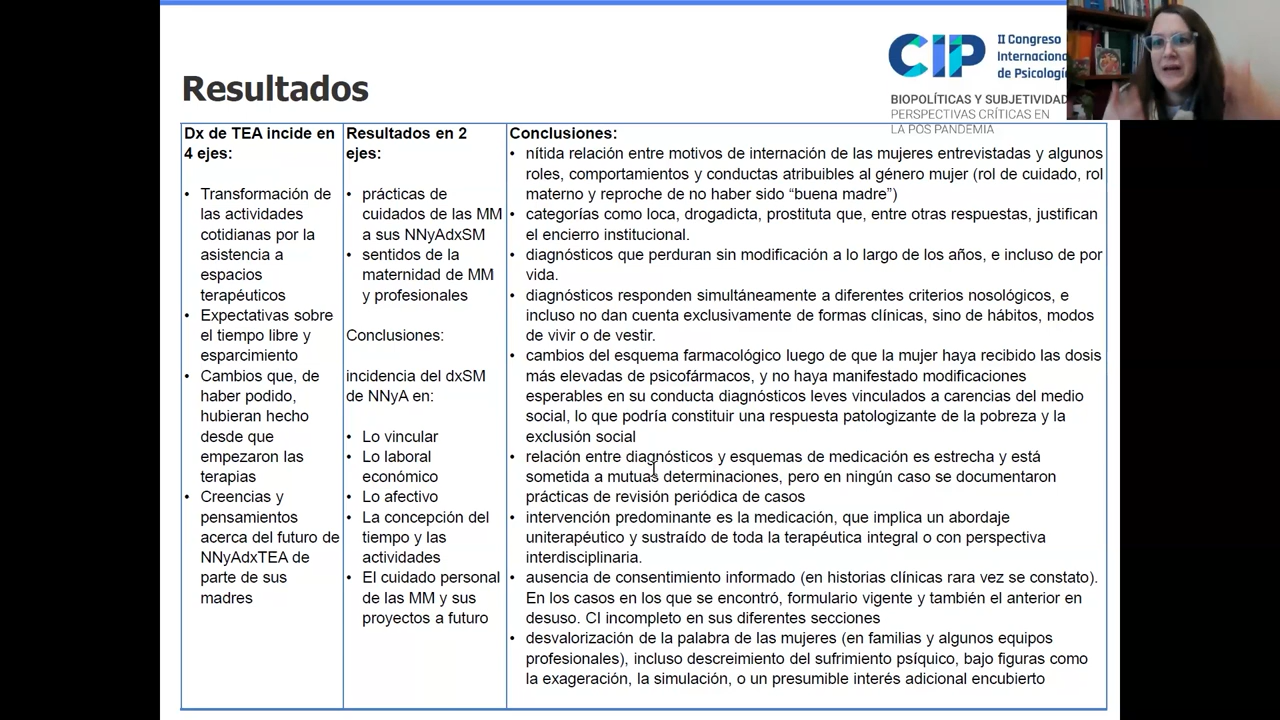 CIP
II Congreso
Internaciona
de Psicologí
BIOPOLÍTICAS Y SUBJETIVIDAD
PERSPECTIVAS CRÍTICAS EN
LA POS PANDEMIA
Resultados
Dx de TEA incide en
4 ejes:
• Transformación de
las actividades
cotidianas por la
asistencia a
espacios
terapéuticos
• Expectativas sobre
el tiempo libre y
esparcimiento
• Cambios que, de
haber podido,
hubieran hecho
desde que
empezaron las
terapias
• Creencias y
pensamientos
acerca del futuro de
NNyAdxTEA de
parte de sus
madres
Resultados en 2
ejes:
• prácticas de
cuidados de las MM
a sus NNyAdxSM
• sentidos de la
maternidad de MM
y profesionales
Conclusiones:
incidencia del dxSM
de NNyA en:
• Lo vincular
• Lo laboral
económico
• Lo afectivo
• La concepción del
tiempo y las
actividades
• El cuidado personal
de las MM y sus
proyectos a futuro
Conclusiones:
• nítida relación entre motivos de internación de las mujeres entrevistadas y algunos
roles, comportamientos y conductas atribuibles al género mujer (rol de cuidado, rol
materno y reproche de no haber sido “buena madre”)
• categorías como loca, drogadicta, prostituta que, entre otras respuestas, justifican
el encierro institucional.
• diagnósticos que perduran sin modificación a lo largo de los años, e incluso de por
vida.
• diagnósticos responden simultáneamente a diferentes criterios nosológicos, e
incluso no dan cuenta exclusivamente de formas clínicas, sino de hábitos, modos
de vivir o de vestir.
• cambios del esquema farmacológico luego de que la mujer haya recibido las dosis
más elevadas de psicofármacos, y no haya manifestado modificaciones
esperables en su conducta diagnósticos leves vinculados a carencias del medio
social, lo que podría constituir una respuesta patologizante de la pobreza y la
exclusión social
• relación entre diagnósticos y esquemas de medicación es estrecha y está
sometida a mutuas determinaciones, pero en ningún caso se documentaron
prácticas de revisión periódica de casos
• intervención predominante es la medicación, que implica un abordaje
uniterapéutico y sustraído de toda la terapéutica integral o con perspectiva
interdisciplinaria.
• ausencia de consentimiento informado (en historias clínicas rara vez se constato).
En los casos en los que se encontró, formulario vigente y también el anterior en
desuso. CI incompleto en sus diferentes secciones
• desvalorización de la palabra de las mujeres (en familias y algunos equipos
profesionales), incluso descreimiento del sufrimiento psíquico, bajo figuras como
la exageración, la simulación, o un presumible interés adicional encubierto